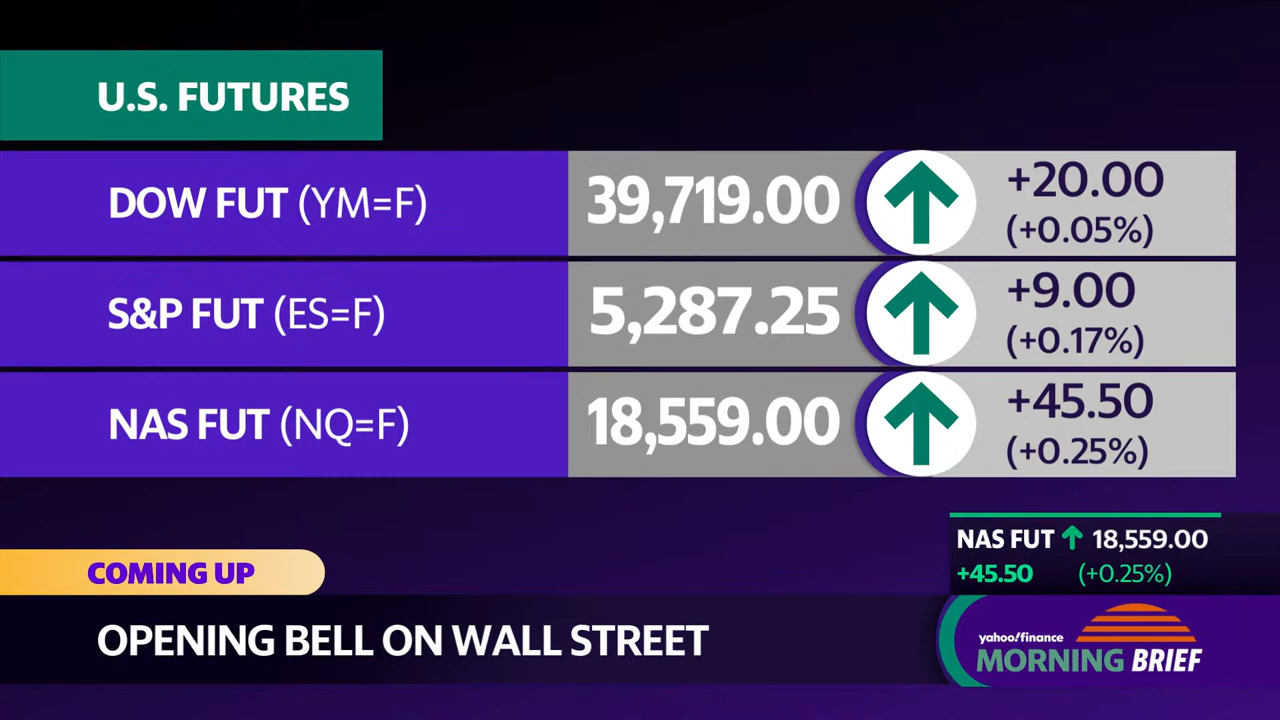 U.S. FUTURES
DOW FUT (YM=F) 39,719.00 +20.00
(+0.05%)
S&P FUT (ES=F) 5,287.25 +9.00
(+0.17%)
NAS FUT (NQ=F) 18,559.00 +45.50
(+0.25%)
NAS FUT 18,559.00
+45.50 (+0.25%)
COMING UP
OPENING BELL ON WALL STREET
yahoo!finance
MORNING BRIEF